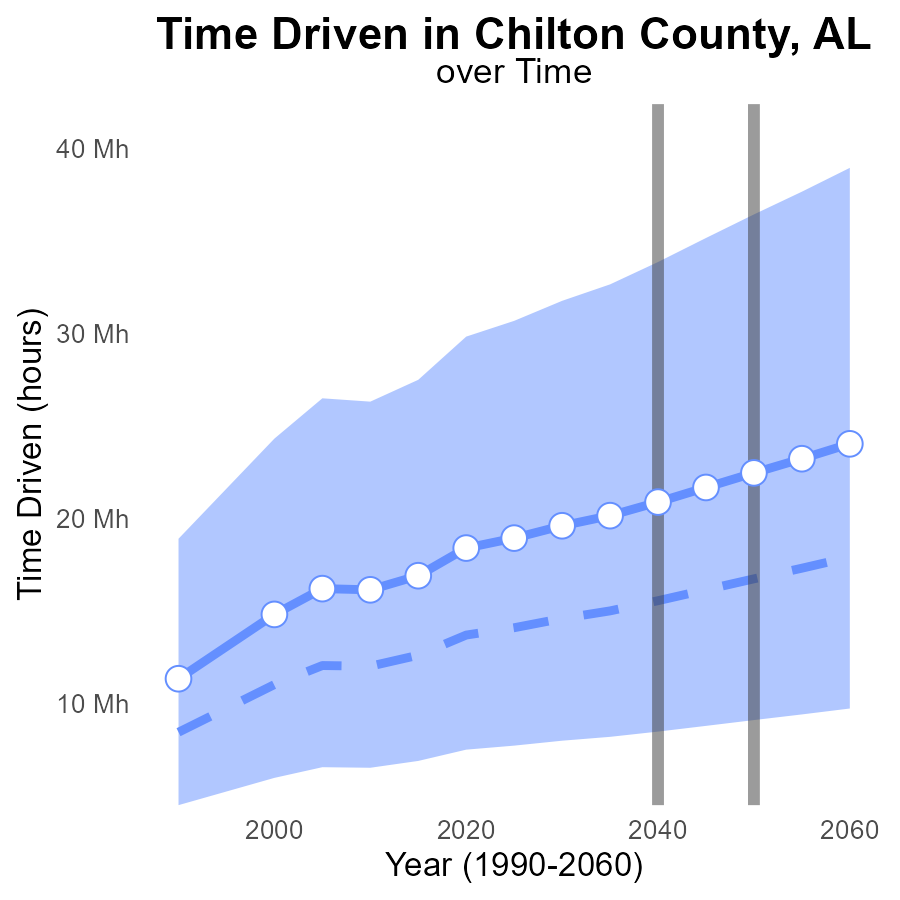 Time Driven in Chilton County, AL
over Time
40 Mh
30 Mh
20 Mh
10 Mh
Time Driven (hours)
2000 2020 2040 2060
Year (1990-2060)